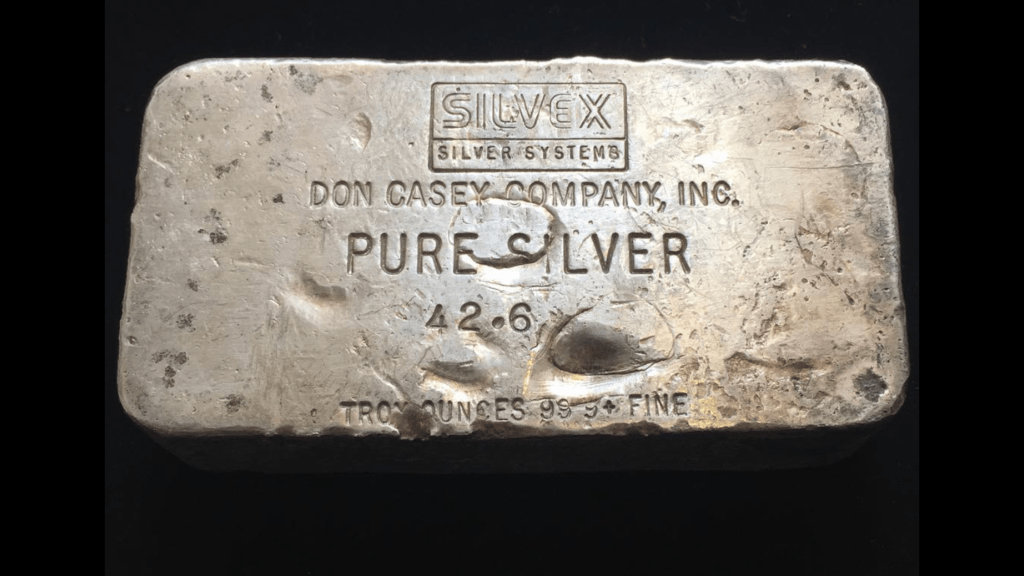 SILVEX
SILVER SYSTEMS
DON CASEY COMPANY, INC.
PURE SILVER
42.6
TROY OUNCES 99 9+ FINE